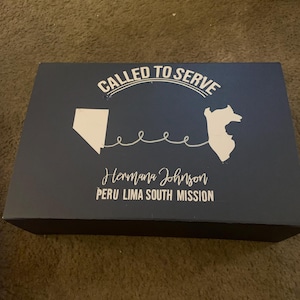 CALLED TO SERVE
Hermana Johnson
PERU LIMA SOUTH MISSION